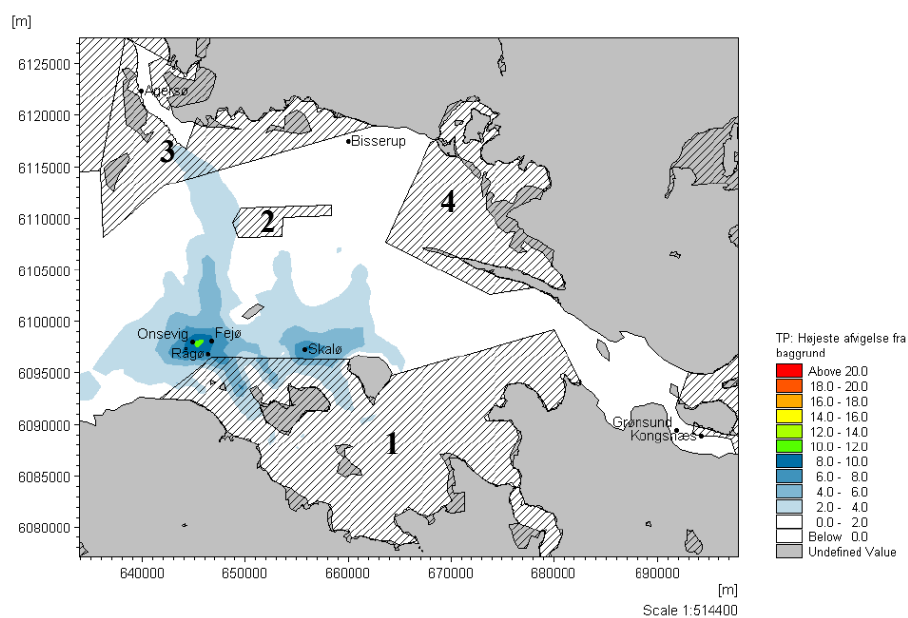 [m]
6125000
6120000
6115000
6110000
6105000
6100000
6095000
6090000
6085000
6080000
Agersø
Bisserup
3
4
2
Onsevig Fejø
Rågø Skalø
1
Grønsund
Kongsnæs
640000 650000 660000 670000 680000 690000
[m]
Scale 1:514400
TP: Højeste afvigelse fra
baggrund
Above 20.0
18.0 - 20.0
16.0 - 18.0
14.0 - 16.0
12.0 - 14.0
10.0 - 12.0
8.0 - 10.0
6.0 - 8.0
4.0 - 6.0
2.0 - 4.0
0.0 - 2.0
Below 0.0
Undefined Value